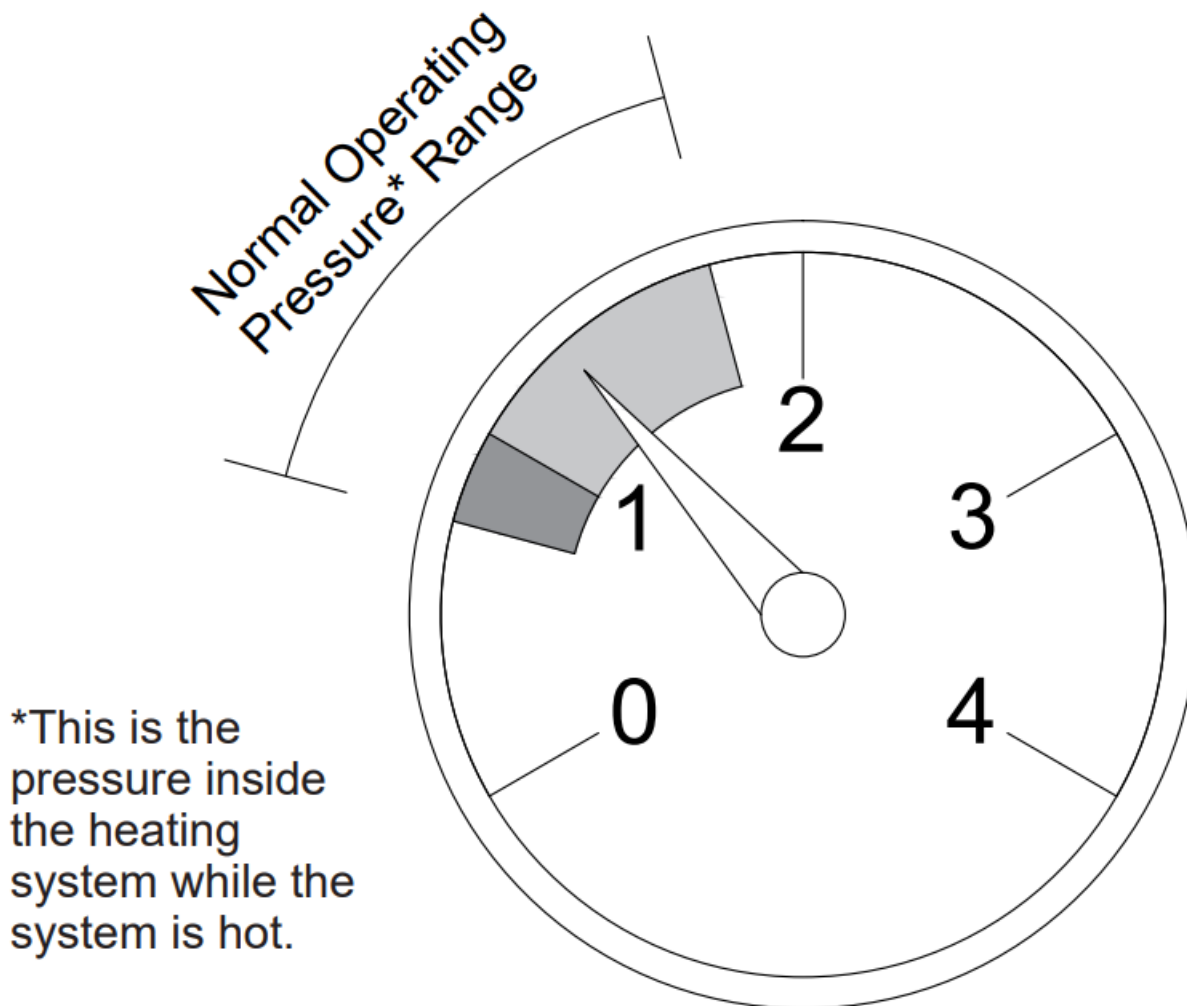 Normal Operating
Pressure* Range
2
1
3
0
4
*This is the
pressure inside
the heating
system while the
system is hot.